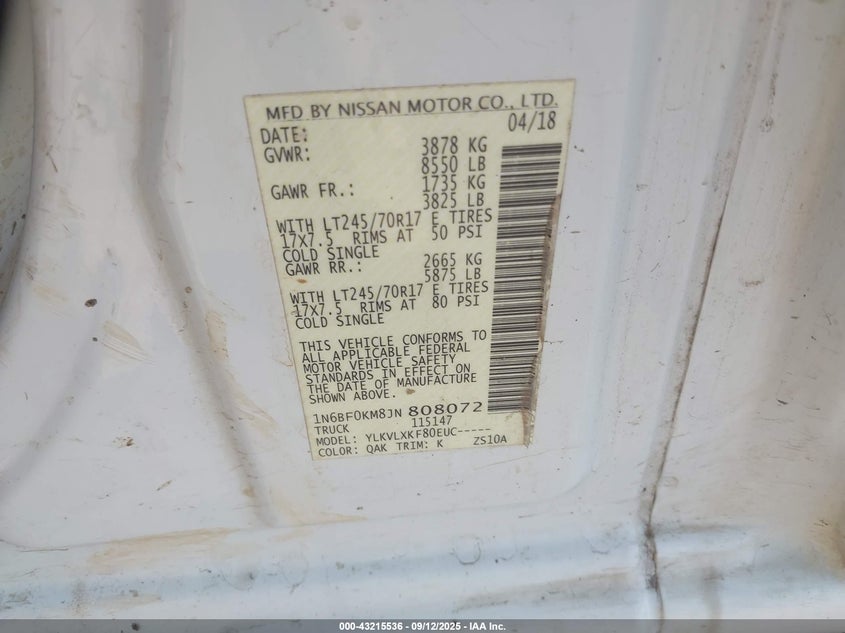 MFD BY NISSAN MOTOR CO., LTD.
DATE: 04/18
GVWR: 3878 KG
8550 LB
GAWR FR.: 1735 KG
3825 LB
WITH LT245/70R17 E TIRES
17X7.5 RIMS AT 50 PSI
COLD SINGLE
GAWR RR.: 2665 KG
5875 LB
WITH LT245/70R17 E TIRES
17X7.5 RIMS AT 80 PSI
COLD SINGLE
THIS VEHICLE CONFORMS TO
ALL APPLICABLE FEDERAL
MOTOR VEHICLE SAFETY
STANDARDS IN EFFECT ON
THE DATE OF MANUFACTURE
SHOWN ABOVE.
1N6BF0KM8JN 808072
TRUCK 115147
MODEL: YLKVLXKF80EUC-----
COLOR: QAK TRIM: K ZS10A
000-43215536 - 09/12/2025 - IAA Inc.